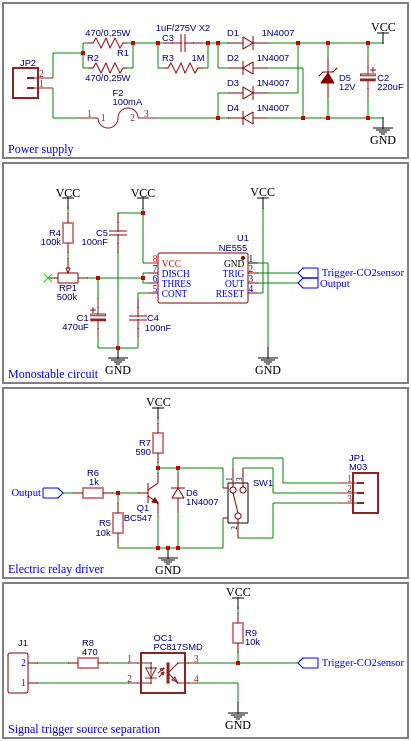 470/0,25W
1uF/275V X2
C3
D1
1N4007
VCC
R2
R1
R3
1M
D2
1N4007
JP2
2
1
470/0,25W
D3
1N4007
D5
12V
C2
220uF
F2
100mA
D4
1N4007
1
1
2
3
GND
Power supply
VCC
VCC
VCC
R4
100k
C5
100nF
U1
NE555
8
VCC
GND
1
7
DISCH
TRIG
2
Trigger-CO2sensor
6
THRES
OUT
3
Output
5
CONT
RESET
4
RP1
500k
C1
470uF
C4
100nF
GND
GND
Monostable circuit
VCC
R7
590
JP1
M03
R6
1k
Output
D6
1N4007
1
3
SW1
1
2
3
Q1
BC547
R5
10k
2
GND
Electric relay driver
VCC
J1
R8
470
OC1
PC817SMD
R9
10k
2
1
3
Trigger-CO2sensor
1
2
4
GND
Signal trigger source separation